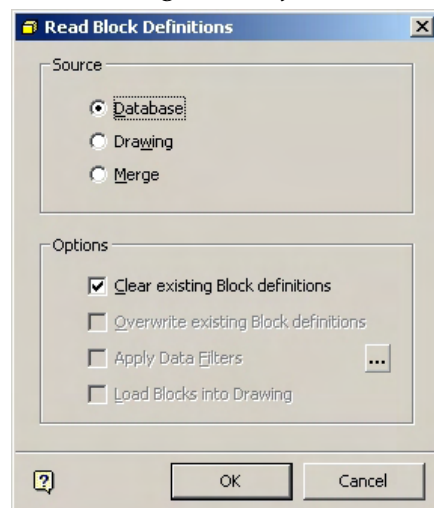 Read Block Definitions
Source
Database
Drawing
Merge
Options
Clear existing Block definitions
Overwrite existing Block definitions
Apply Data Filters
...
Load Blocks into Drawing
OK
Cancel